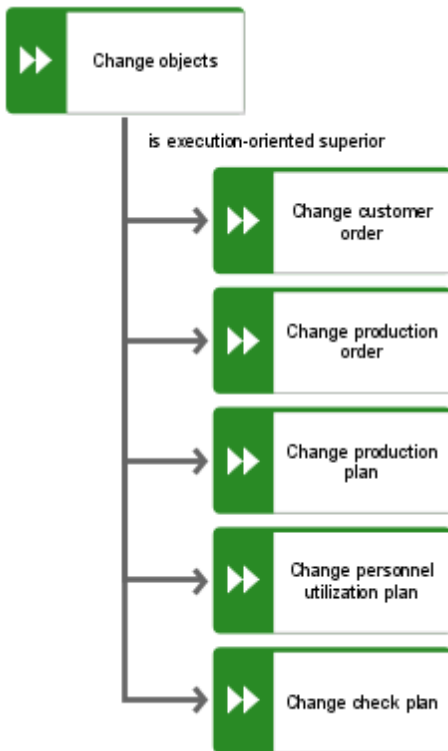 Change objects
is execution-oriented superior
Change customer
order
Change production
order
Change production
plan
Change personnel
utilization plan
Change check plan